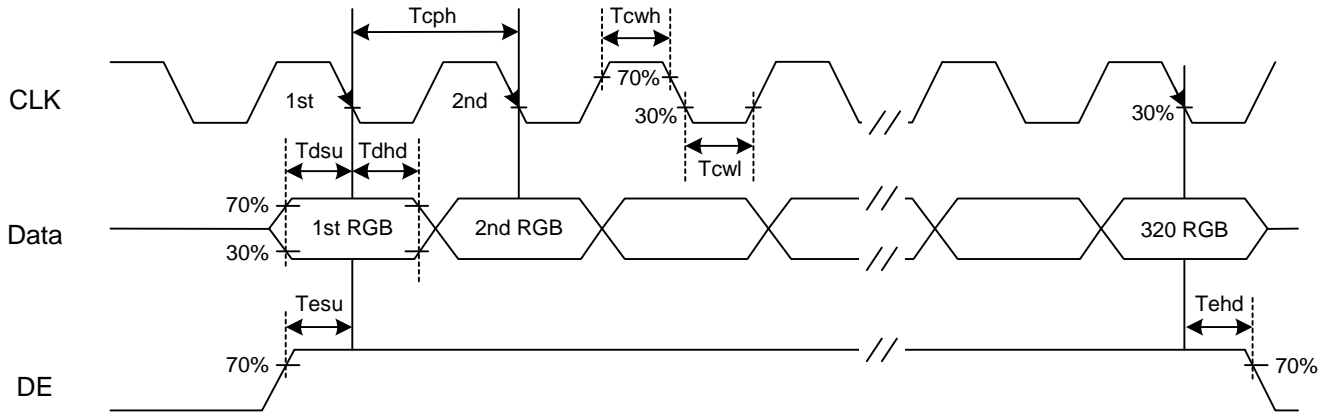 Tcph
Tcwh
CLK
1st
2nd
70%
30%
30%
Tcwl
Tdsu
Tdhd
70%
Data
1st RGB
2nd RGB
320 RGB
30%
Tesu
Tehd
70%
70%
DE